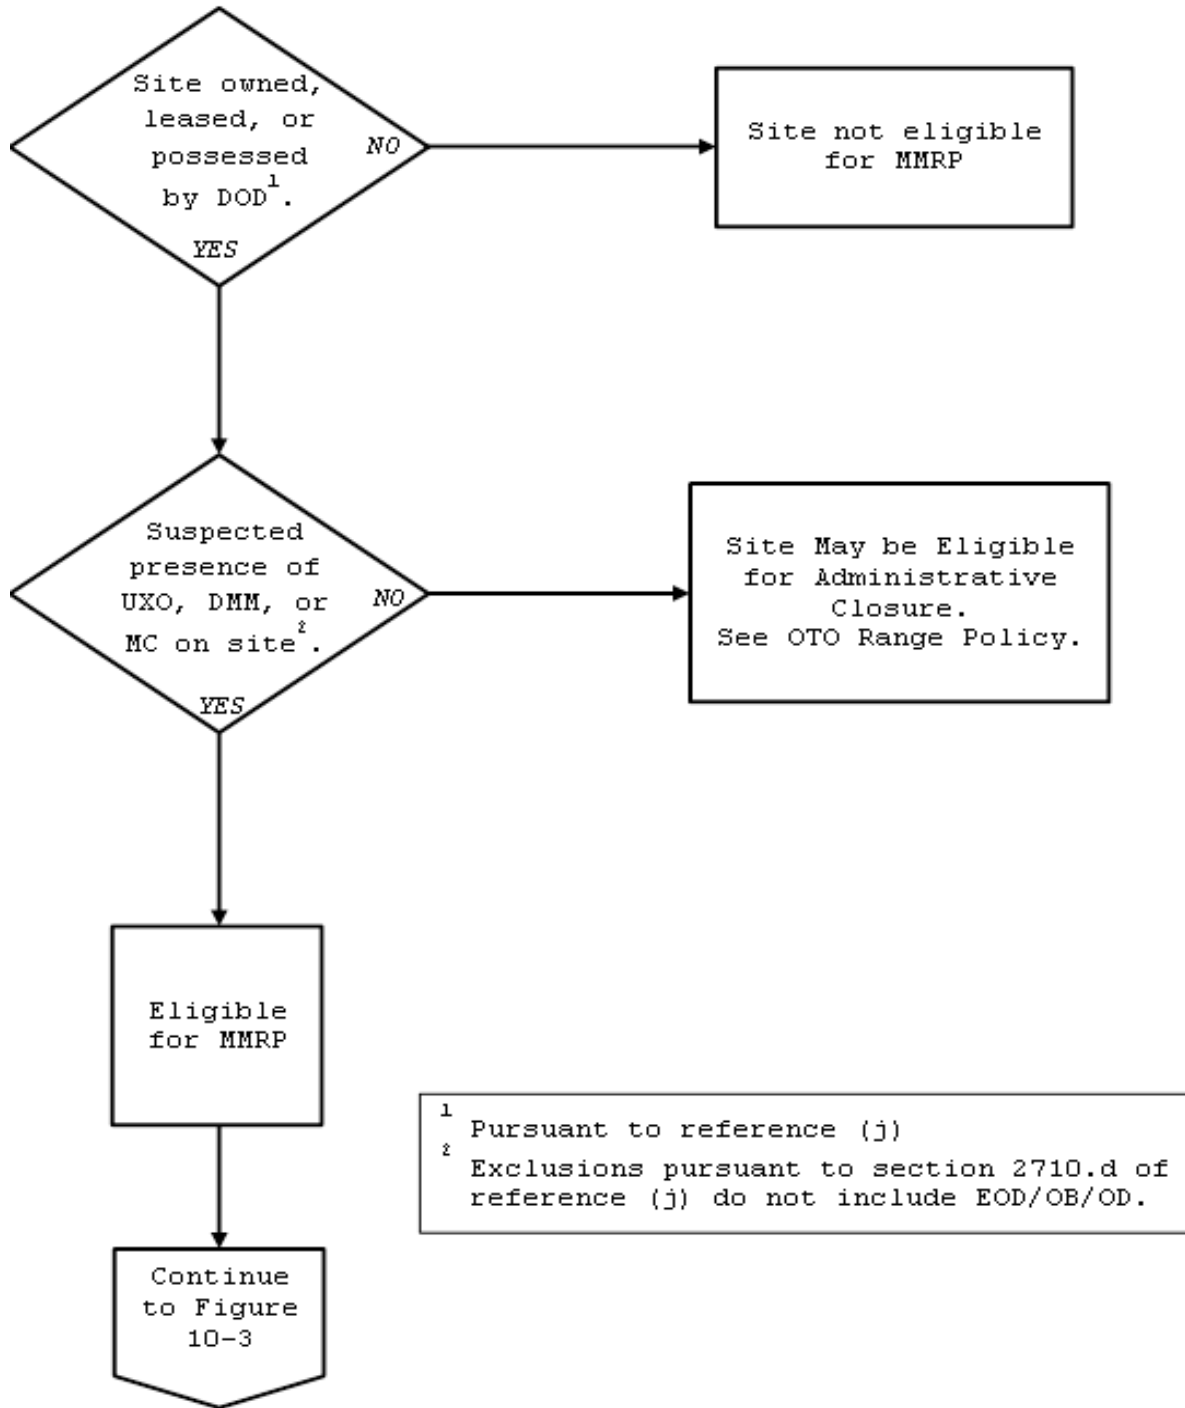 Site owned,
leased, or
possessed
by DOD1.
NO
YES
Site not eligible
for MMRP
Suspected
presence of
UXO, DMM, or
MC on site2.
NO
YES
Site May be Eligible
for Administrative
Closure.
See OTO Range Policy.
Eligible
for MMRP
1 Pursuant to reference (j)
2 Exclusions pursuant to section 2710.d of
reference (j) do not include EOD/OB/OD.
Continue
to Figure
10-3